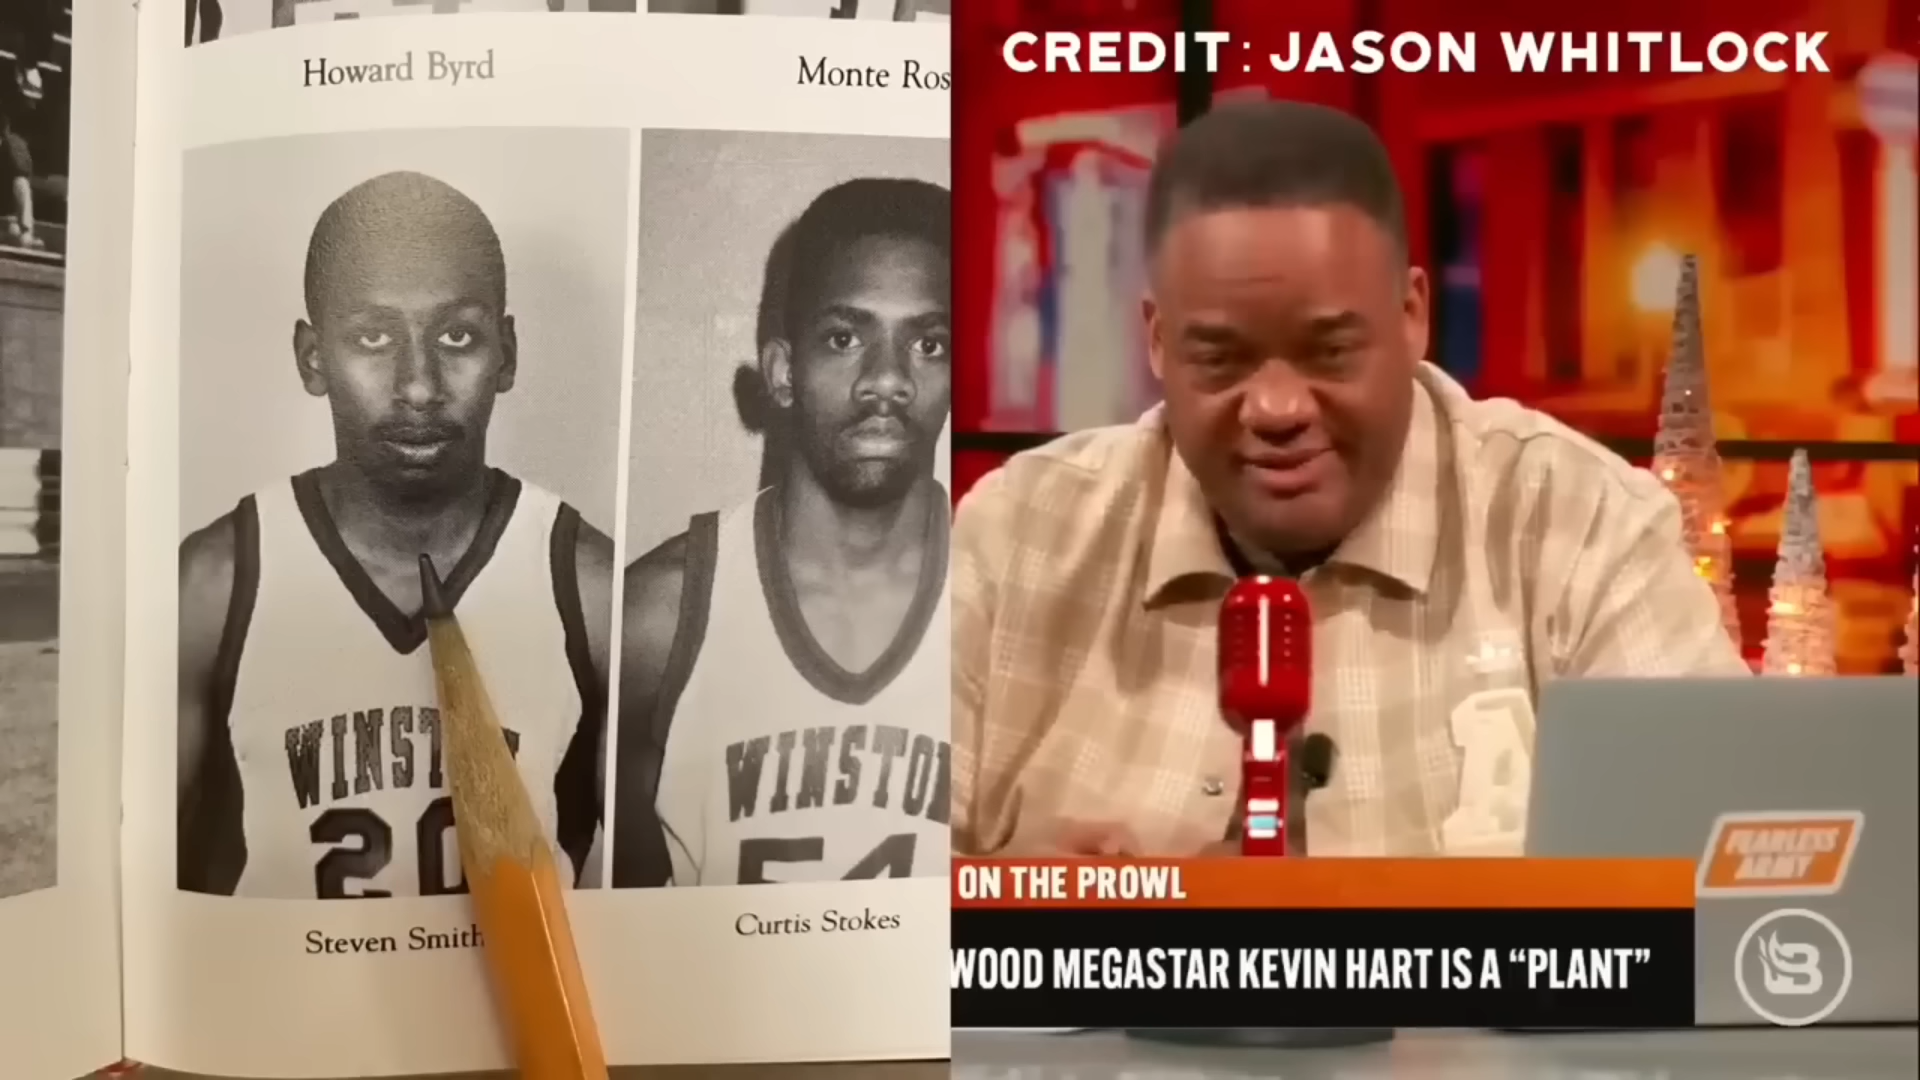 Howard Byrd
Monte Ros
WINST
20
Steven Smith
WINSTO
54
Curtis Stokes
CREDIT: JASON WHITLOCK
FEARLESS
ARMY
ON THE PROWL
WOOD MEGASTAR KEVIN HART IS A “PLANT”
B